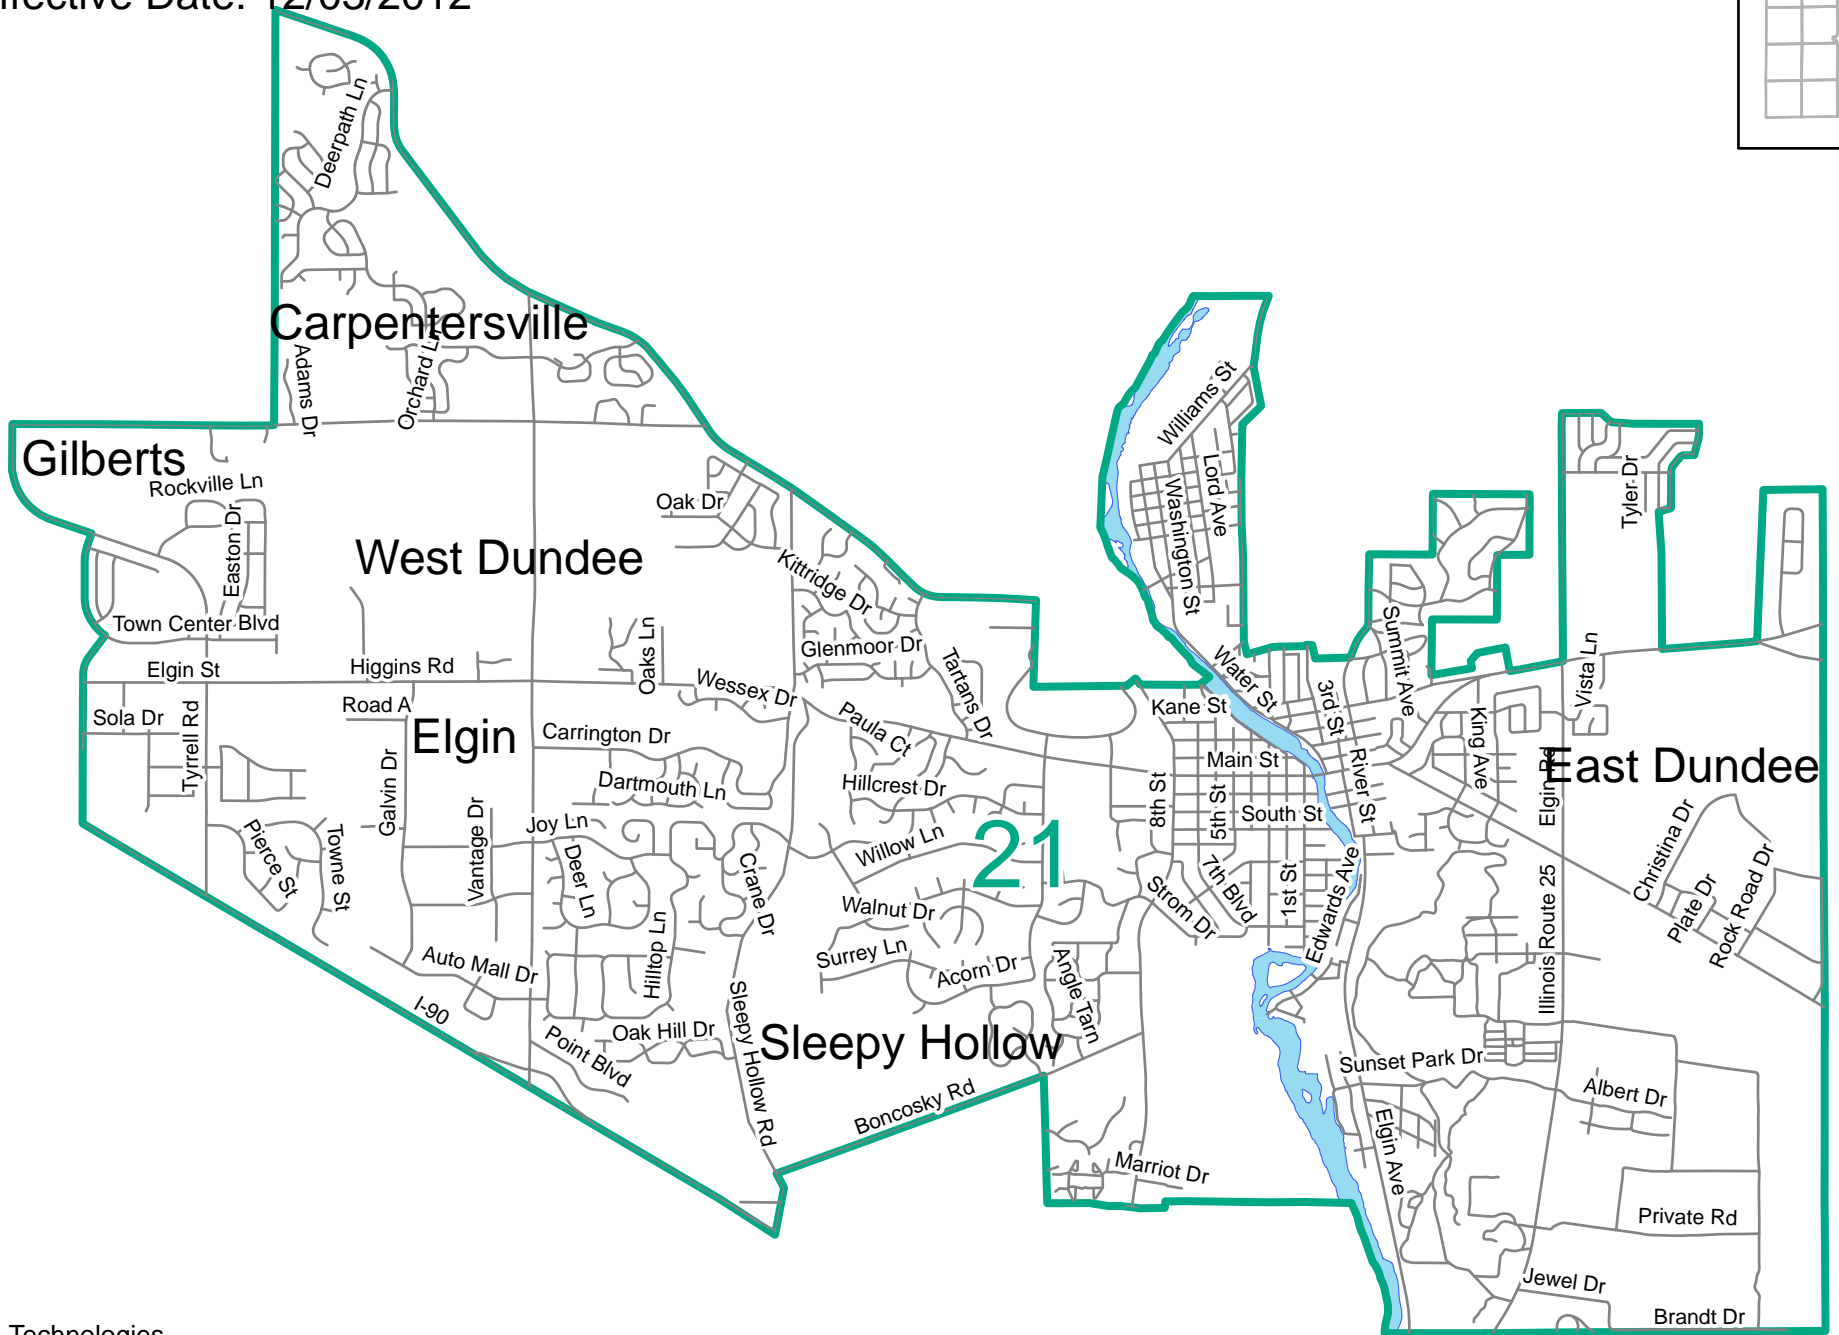 ffective Date: 12/03/2012
Deerpath Ln
Carpentersville
Adams Dr
Orchard Ln
Gilberts
Rockville Ln
Easton Dr
Oak Dr
West Dundee
Kittridge Dr
Town Center Blvd
Glenmoor Dr
Oaks Ln
Elgin St
Higgins Rd
Wessex Dr
Tartans Dr
Road A
Sola Dr
Tyrrell Rd
Elgin
Carrington Dr
Paula Ct
Galvin Dr
Dartmouth Ln
Hillcrest Dr
Vantage Dr
Joy Ln
Willow Ln
21
Pierce St
Towne St
Deer Ln
Crane Dr
Walnut Dr
Hilltop Ln
Surrey Ln
Acorn Dr
Angle Tarn
Auto Mall Dr
I-90
Point Blvd
Oak Hill Dr
Sleepy Hollow Rd
Sleepy Hollow
Boncosky Rd
Marriot Dr
Williams St
Lord Ave
Washington St
Water St
Kane St
3rd St
Summit Ave
Tyler Dr
Vista Ln
King Ave
Main St
River St
Elgin Rd
East Dundee
8th St
5th St
South St
7th Blvd
Strom Dr
1st St
Edwards Ave
Christina Dr
Plate Dr
Rock Road Dr
Illinois Route 25
Sunset Park Dr
Albert Dr
Elgin Ave
Private Rd
Jewel Dr
Brandt Dr
Technologies